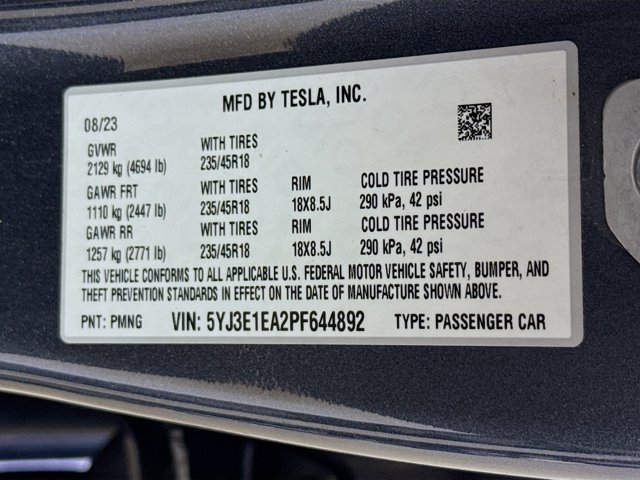 MFD BY TESLA, INC.
08/23
GVWR WITH TIRES
2129 kg (4694 lb) 235/45R18
GAWR FRT WITH TIRES RIM COLD TIRE PRESSURE
1110 kg (2447 lb) 235/45R18 18X8.5J 290 kPa, 42 psi
GAWR RR WITH TIRES RIM COLD TIRE PRESSURE
1257 kg (2771 lb) 235/45R18 18X8.5J 290 kPa, 42 psi
THIS VEHICLE CONFORMS TO ALL APPLICABLE U.S. FEDERAL MOTOR VEHICLE SAFETY, BUMPER, AND
THEFT PREVENTION STANDARDS IN EFFECT ON THE DATE OF MANUFACTURE SHOWN ABOVE.
PNT: PMNG VIN: 5YJ3E1EA2PF644892 TYPE: PASSENGER CAR